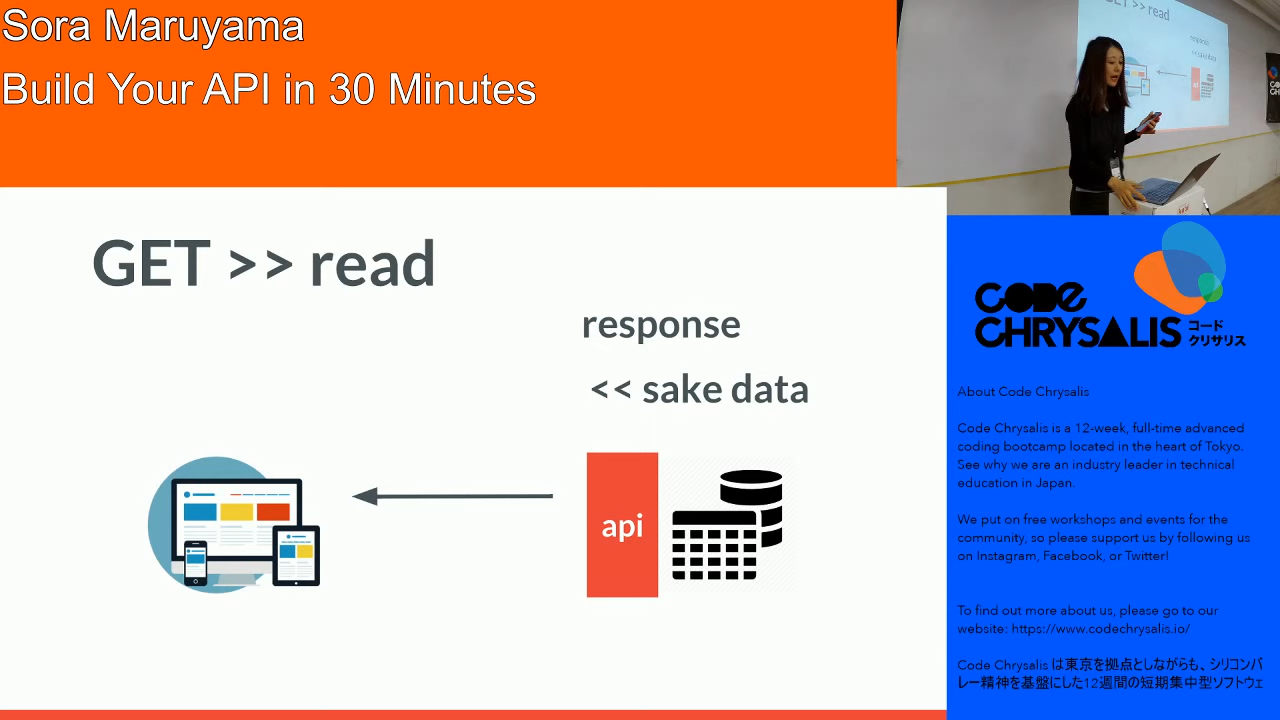 Sora Maruyama
Build Your API in 30 Minutes
GET >> read
response
<< sake data
api
GET >> read
response
<< sake data
CODE
CHRYSALIS
コード
クリサリス
About Code Chrysalis
Code Chrysalis is a 12-week, full-time advanced
coding bootcamp located in the heart of Tokyo.
See why we are an industry leader in technical
education in Japan.
We put on free workshops and events for the
community, so please support us by following us
on Instagram, Facebook, or Twitter!
To find out more about us, please go to our
website: https://www.codechrysalis.io/
Code Chrysalis は東京を拠点としながらも、シリコンバ
レー精神を基盤にした12週間の短期集中型ソフトウェ